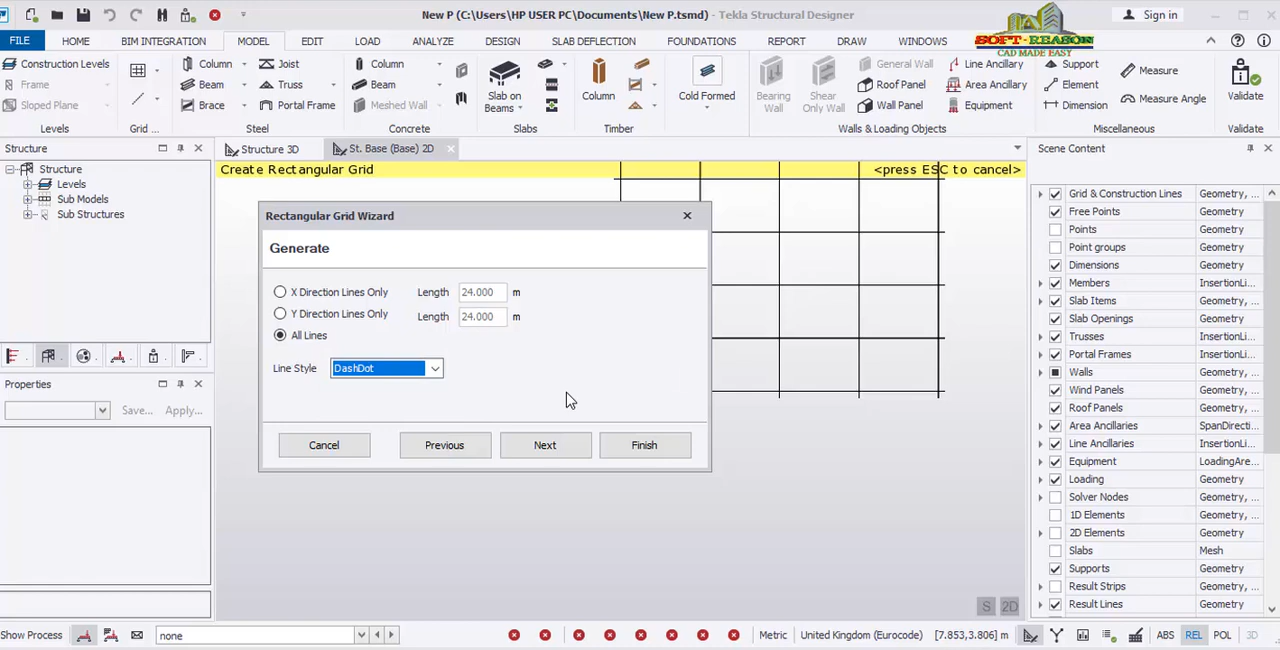 New P (C:/Users/HP USER PC/Documents/New P.tsmd) - Tekla Structural Designer
Sign in
SOFT-REASON
CAD MADE EASY
FILE HOME BIM INTEGRATION MODEL LOAD ANALYZE DESIGN SLAB DEFLECTION FOUNDATIONS REPORT DRAW WINDOWS
Construction Levels Column Joist Column General Wall Line Ancillary Support Measure
Frame Beam Truss Beam Slab on Beams Column Cold Formed Bearing Wall Shear Only Wall Roof Panel Area Ancillary Element Measure Angle Validate
Sloped Plane Brace Portal Frame Meshed Wall Wall Panel Equipment Dimension
Levels Grid ... Steel Concrete Slabs Timber Walls & Loading Objects Miscellaneous Validate
Structure
Structure 3D St. Base (Base) 2D
Scene Content
Structure
Levels
Sub Models
Sub Structures
Create Rectangular Grid <press ESC to cancel>
Rectangular Grid Wizard
Generate
X Direction Lines Only Length 24.000 m
Y Direction Lines Only Length 24.000 m
All Lines
Line Style DashDot
Cancel Previous Next Finish
Properties
Save... Apply...
Grid & Construction Lines Geometry, ...
Free Points Geometry
Points Geometry
Point groups Geometry
Dimensions Geometry
Members InsertionLi...
Slab Items Geometry, ...
Slab Openings Geometry
Trusses InsertionLi...
Portal Frames InsertionLi...
Walls Geometry, ...
Wind Panels Geometry
Roof Panels Geometry
Area Ancillaries SpanDirecti...
Line Ancillaries InsertionLi...
Equipment LoadingAre...
Loading Geometry
Solver Nodes Geometry, ...
1D Elements Geometry, ...
2D Elements Geometry, ...
Slabs Mesh
Supports Geometry, ...
Result Strips Geometry, ...
Result Lines Geometry, ...
S 2D
Show Process none Metric United Kingdom (Eurocode) [7.853,3.806] m ABS REL POL 3D